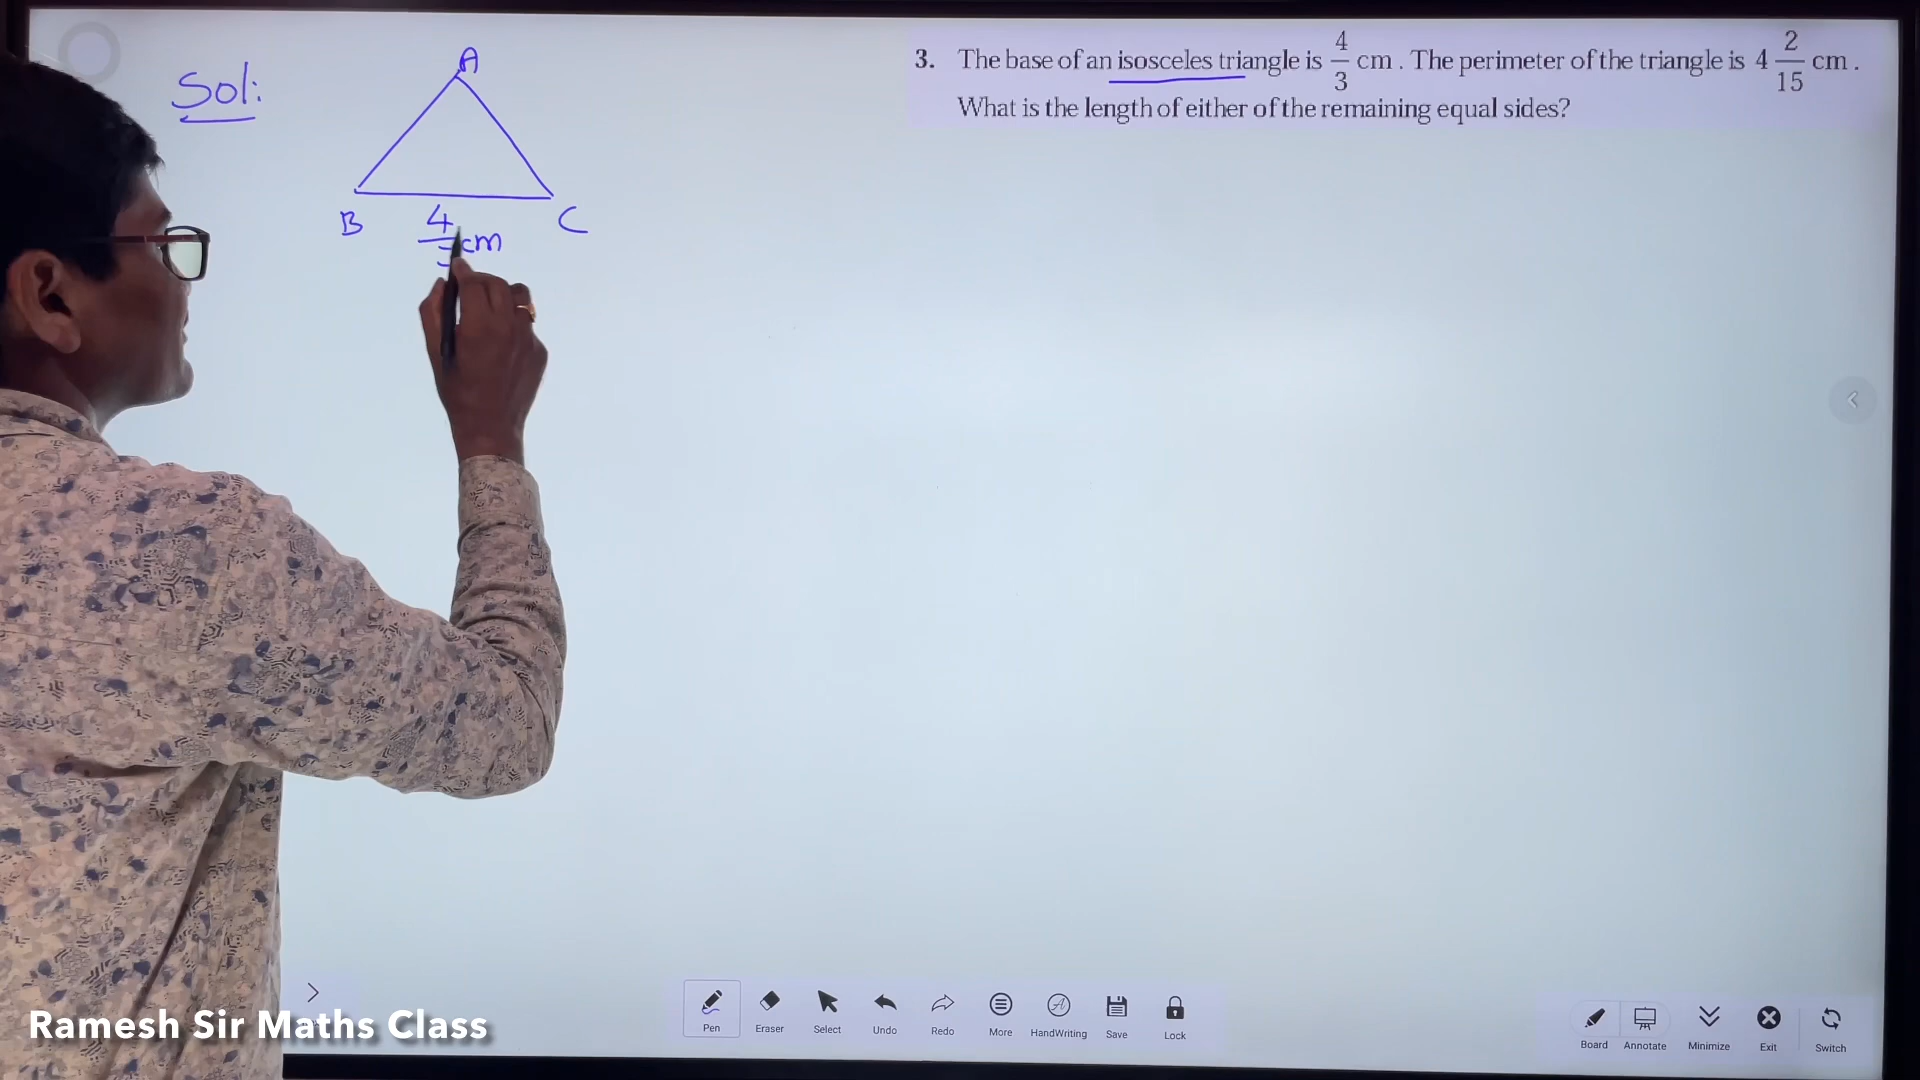 Sol:
A
B
C
4
cm
3. The base of an isosceles triangle is 4/3 cm. The perimeter of the triangle is 4 2/15 cm.
What is the length of either of the remaining equal sides?
Ramesh Sir Maths Class
Pen
Eraser
Select
Undo
Redo
More
HandWriting
Save
Lock
Board
Annotate
Minimize
Exit
Switch